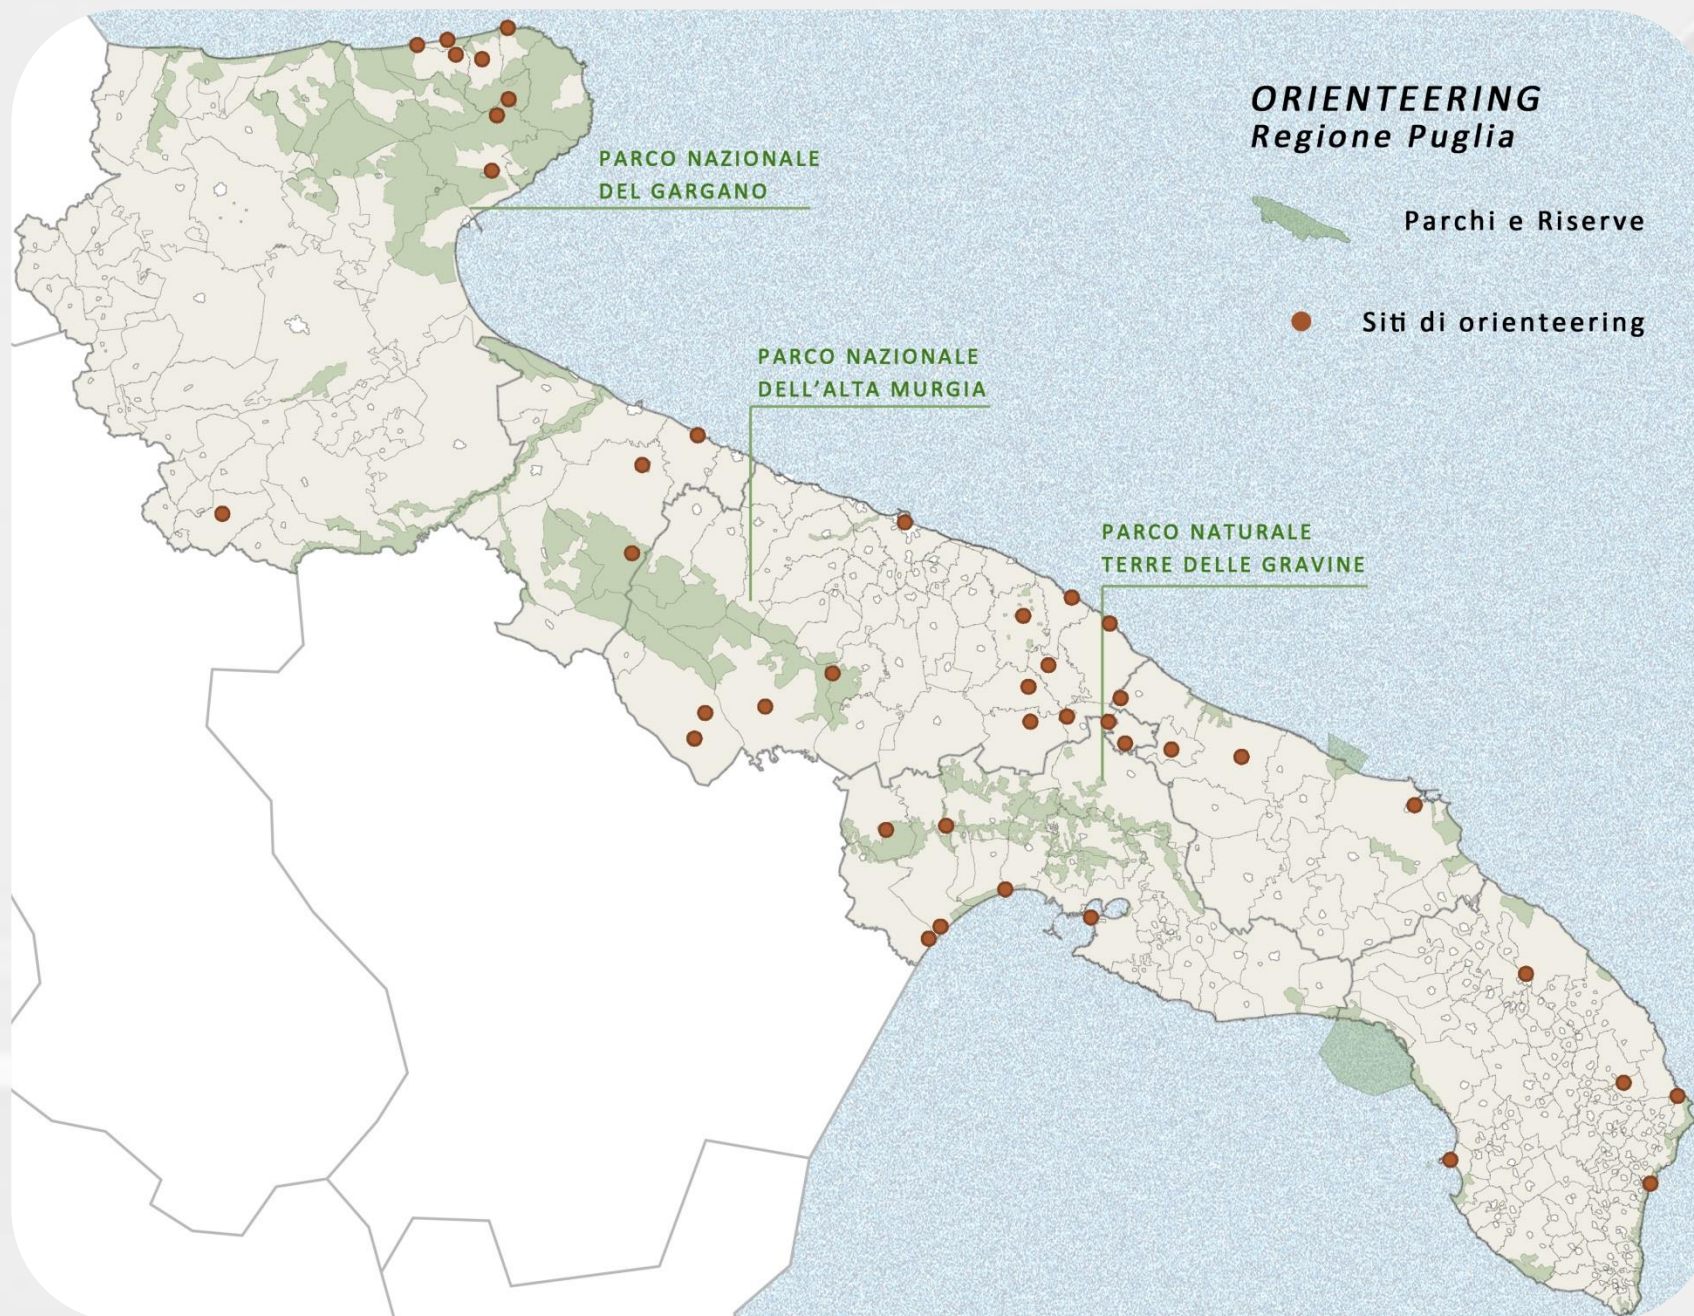 ORIENTEERING
Regione Puglia
Parchi e Riserve
Siti di orienteering
PARCO NAZIONALE
DEL GARGANO
PARCO NAZIONALE
DELL'ALTA MURGIA
PARCO NATURALE
TERRE DELLE GRAVINE